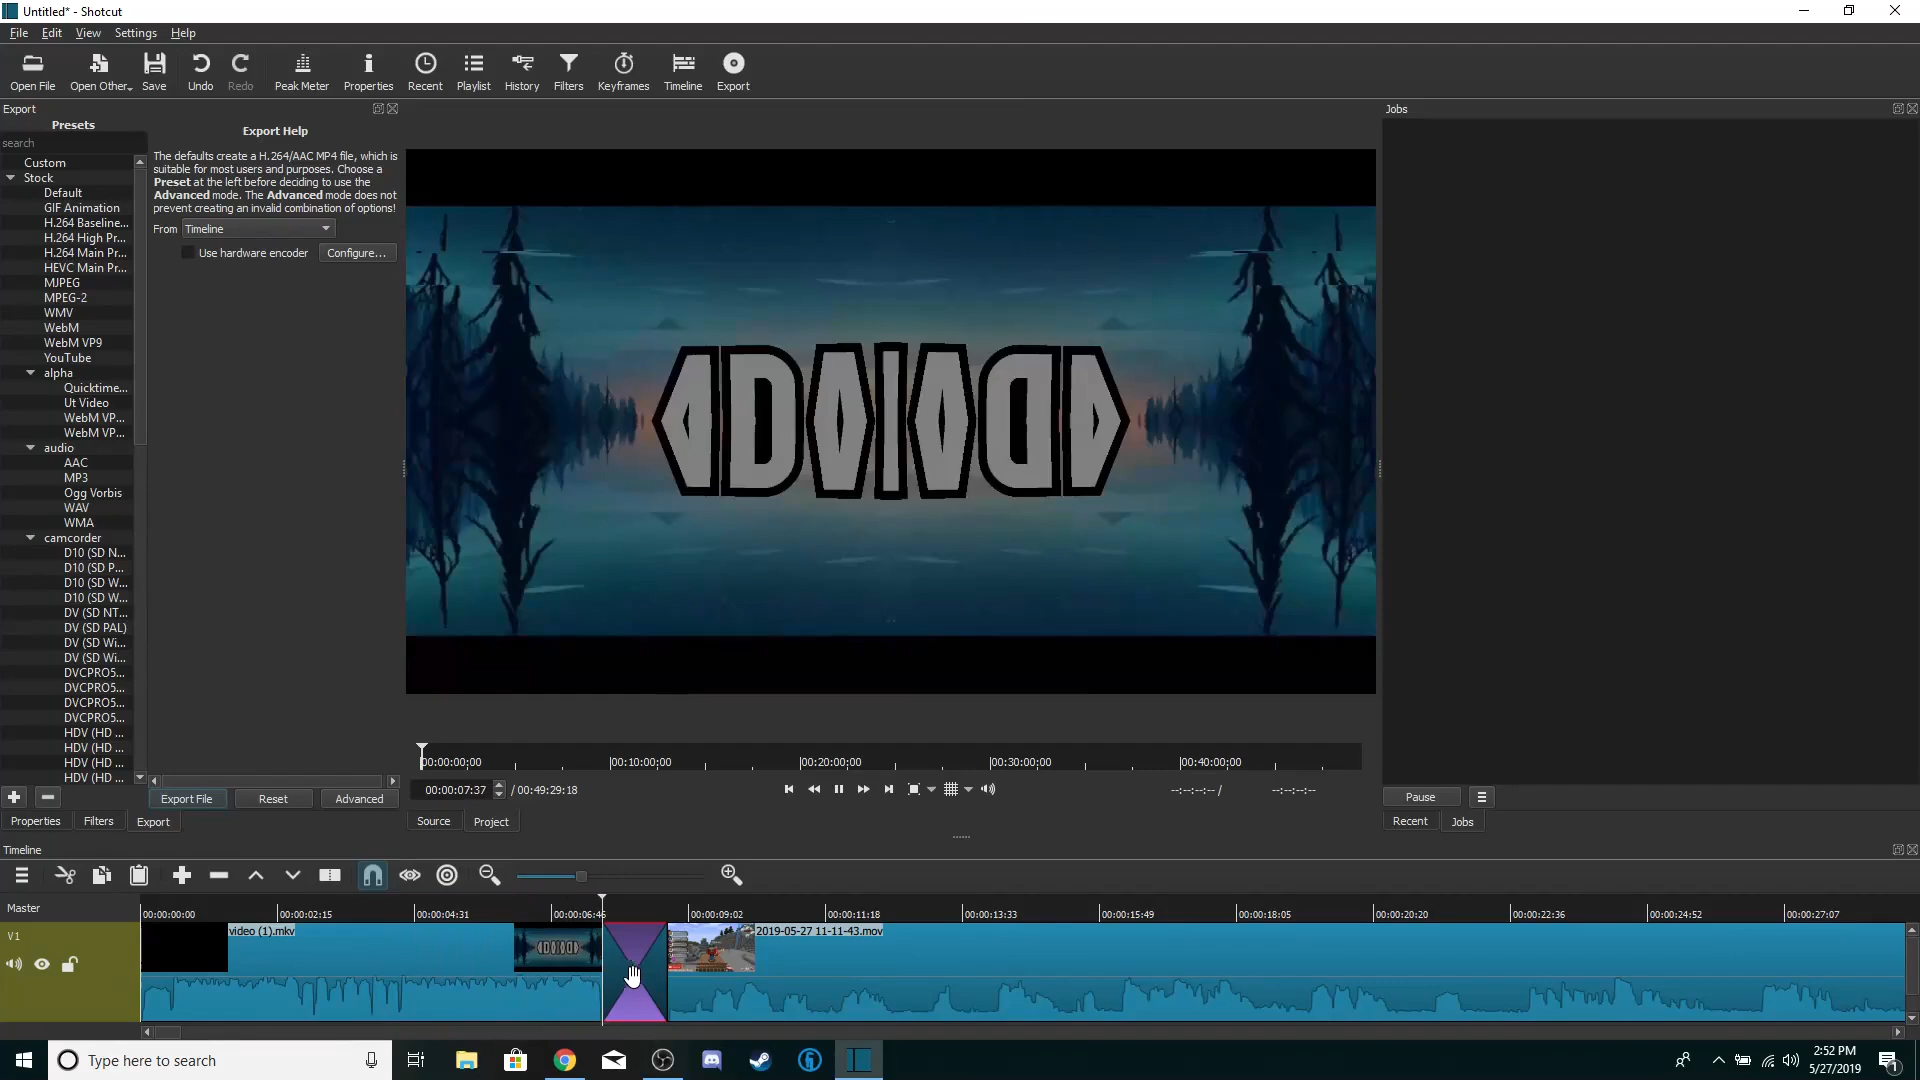 Untitled* - Shotcut
File Edit View Settings Help
Open File Open Other... Save Undo Redo Peak Meter Properties Recent Playlist History Filters Keyframes Timeline Export
Export
Presets
search
Custom
Stock
Default
GIF Animation
H.264 Baseline...
H.264 High Pr...
H.264 Main Pr...
HEVC Main Pr...
MJPEG
MPEG-2
WMV
WebM
WebM VP9
YouTube
alpha
Quicktime...
Ut Video
WebM VP...
WebM VP...
audio
AAC
MP3
Ogg Vorbis
WAV
WMA
camcorder
D10 (SD N...
D10 (SD P...
D10 (SD W...
D10 (SD W...
DV (SD NT...
DV (SD PAL)
DV (SD Wi...
DV (SD Wi...
DVCPRO5...
DVCPRO5...
DVCPRO5...
DVCPRO5...
HDV (HD ...
HDV (HD ...
HDV (HD ...
HDV (HD ...
Export Help
The defaults create a H.264/AAC MP4 file, which is
suitable for most users and purposes. Choose a
Preset at the left before deciding to use the
Advanced mode. The Advanced mode does not
prevent creating an invalid combination of options!
From Timeline
Use hardware encoder Configure...
Export File Reset Advanced
Properties Filters Export
00:00:00;00 00:10:00;00 00:20:00;00 00:30:00;00 00:40:00;00
00:00:07;37 / 00:49:29;18
--:--:--:-- / --:--:--:--
Source Project
Jobs
Pause
Recent Jobs
Timeline
Master
00:00:00;00 00:00:02;15 00:00:04;31 00:00:06;46 00:00:09;02 00:00:11;18 00:00:13;33 00:00:15;49 00:00:18;05 00:00:20;20 00:00:22;36 00:00:24;52 00:00:27;07
V1
video (1).mkv
2019-05-27 11-11-43.mov
Type here to search
2:52 PM
5/27/2019
1